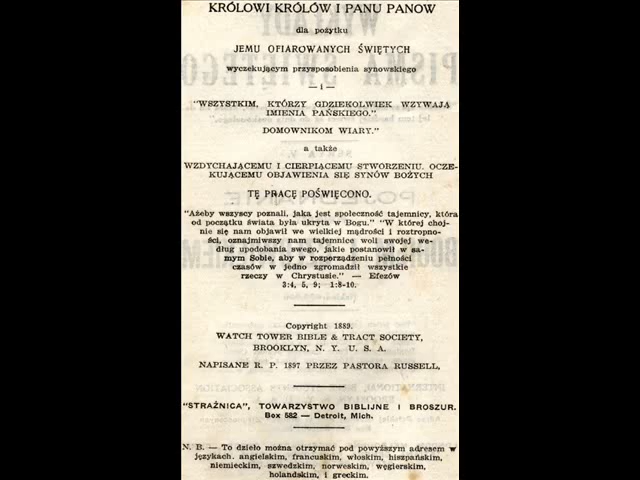 KRÓLOWI KRÓLÓW I PANU PANOW
dla pożytku
JEMU OFIAROWANYCH ŚWIĘTYCH
wyczekującym przysposobienia synowskiego
— i —
"WSZYSTKIM, KTÓRZY GDZIEKOLWIEK WZYWAJĄ
IMIENIA PAŃSKIEGO."
DOMOWNIKOM WIARY."
a także
WZDYCHAJĄCEMU I CIERPIĄCEMU STWORZENIU, OCZE-
KUJĄCEMU OBJAWIENIA SIĘ SYNÓW BOŻYCH
TĘ PRACĘ POŚWIĘCONO.
"Ażeby wszyscy poznali, jaka jest społeczność tajemnicy, która
od początku świata była ukryta w Bogu." "W której choj-
nie się nam objawił we wielkiej mądrości i roztropno-
ści, oznajmiwszy nam tajemnice woli swojej we-
dług upodobania swego, jakie postanowił w sa-
mym Sobie, aby w rozporządzeniu pełności
czasów w jedno zgromadził wszystkie
rzeczy w Chrystusie." — Efezów
3:4, 5, 9; 1:8-10.
Copyright 1889.
WATCH TOWER BIBLE & TRACT SOCIETY,
BROOKLYN, N. Y. U. S. A.
NAPISANE R. P. 1897 PRZEZ PASTORA RUSSELL.
"STRAŻNICA", TOWARZYSTWO BIBLIJNE I BROSZUR.
Box 582 — Detroit, Mich.
N. B. — To dzieło można otrzymać pod powyższym adresem w
językach. angielskim, francuskim, włoskim, hiszpańskim,
niemieckim, szwedzkim, norweskim, węgierskim,
holandskim, i greckim.